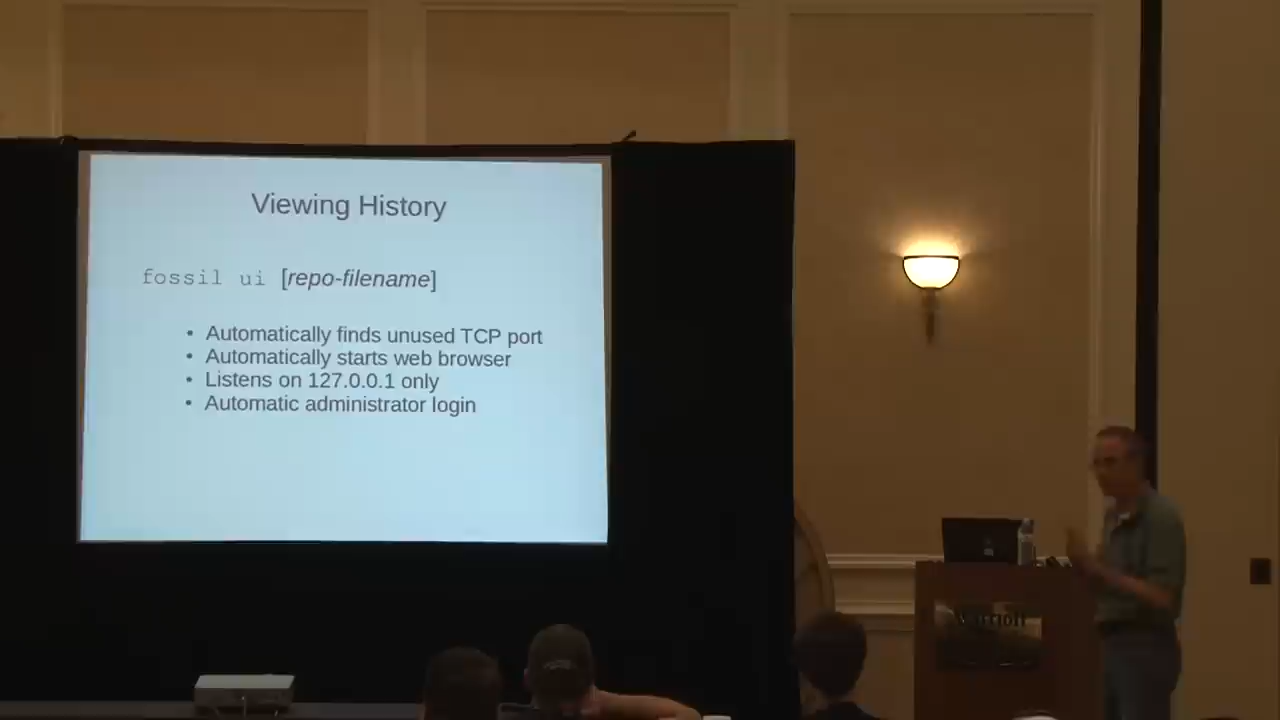 Viewing History
fossil ui [repo-filename]
• Automatically finds unused TCP port
• Automatically starts web browser
• Listens on 127.0.0.1 only
• Automatic administrator login
Marriott